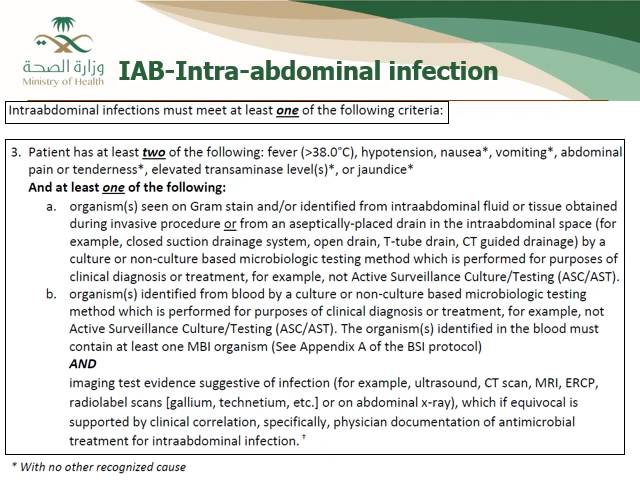 وزارة الصحة
Ministry of Health
IAB-Intra-abdominal infection
Intraabdominal infections must meet at least one of the following criteria:
3. Patient has at least two of the following: fever (>38.0°C), hypotension, nausea*, vomiting*, abdominal
pain or tenderness*, elevated transaminase level(s)*, or jaundice*
And at least one of the following:
a. organism(s) seen on Gram stain and/or identified from intraabdominal fluid or tissue obtained
during invasive procedure or from an aseptically-placed drain in the intraabdominal space (for
example, closed suction drainage system, open drain, T-tube drain, CT guided drainage) by a
culture or non-culture based microbiologic testing method which is performed for purposes of
clinical diagnosis or treatment, for example, not Active Surveillance Culture/Testing (ASC/AST).
b. organism(s) identified from blood by a culture or non-culture based microbiologic testing
method which is performed for purposes of clinical diagnosis or treatment, for example, not
Active Surveillance Culture/Testing (ASC/AST). The organism(s) identified in the blood must
contain at least one MBI organism (See Appendix A of the BSI protocol)
AND
imaging test evidence suggestive of infection (for example, ultrasound, CT scan, MRI, ERCP,
radiolabel scans [gallium, technetium, etc.] or on abdominal x-ray), which if equivocal is
supported by clinical correlation, specifically, physician documentation of antimicrobial
treatment for intraabdominal infection. †
* With no other recognized cause